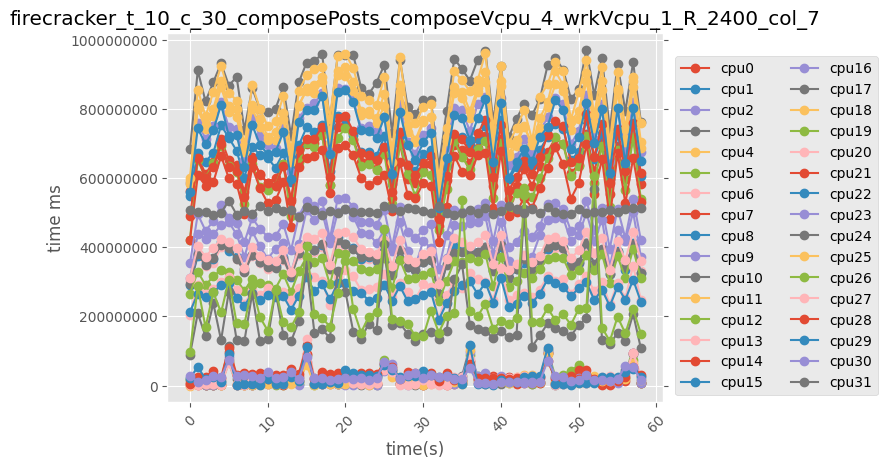 firecracker_t_10_c_30_composePosts_composeVcpu_4_wrkVcpu_1_R_2400_col_7
time ms
1000000000
800000000
600000000
400000000
200000000
0
0
10
20
30
40
50
60
time(s)
cpu0
cpu1
cpu2
cpu3
cpu4
cpu5
cpu6
cpu7
cpu8
cpu9
cpu10
cpu11
cpu12
cpu13
cpu14
cpu15
cpu16
cpu17
cpu18
cpu19
cpu20
cpu21
cpu22
cpu23
cpu24
cpu25
cpu26
cpu27
cpu28
cpu29
cpu30
cpu31